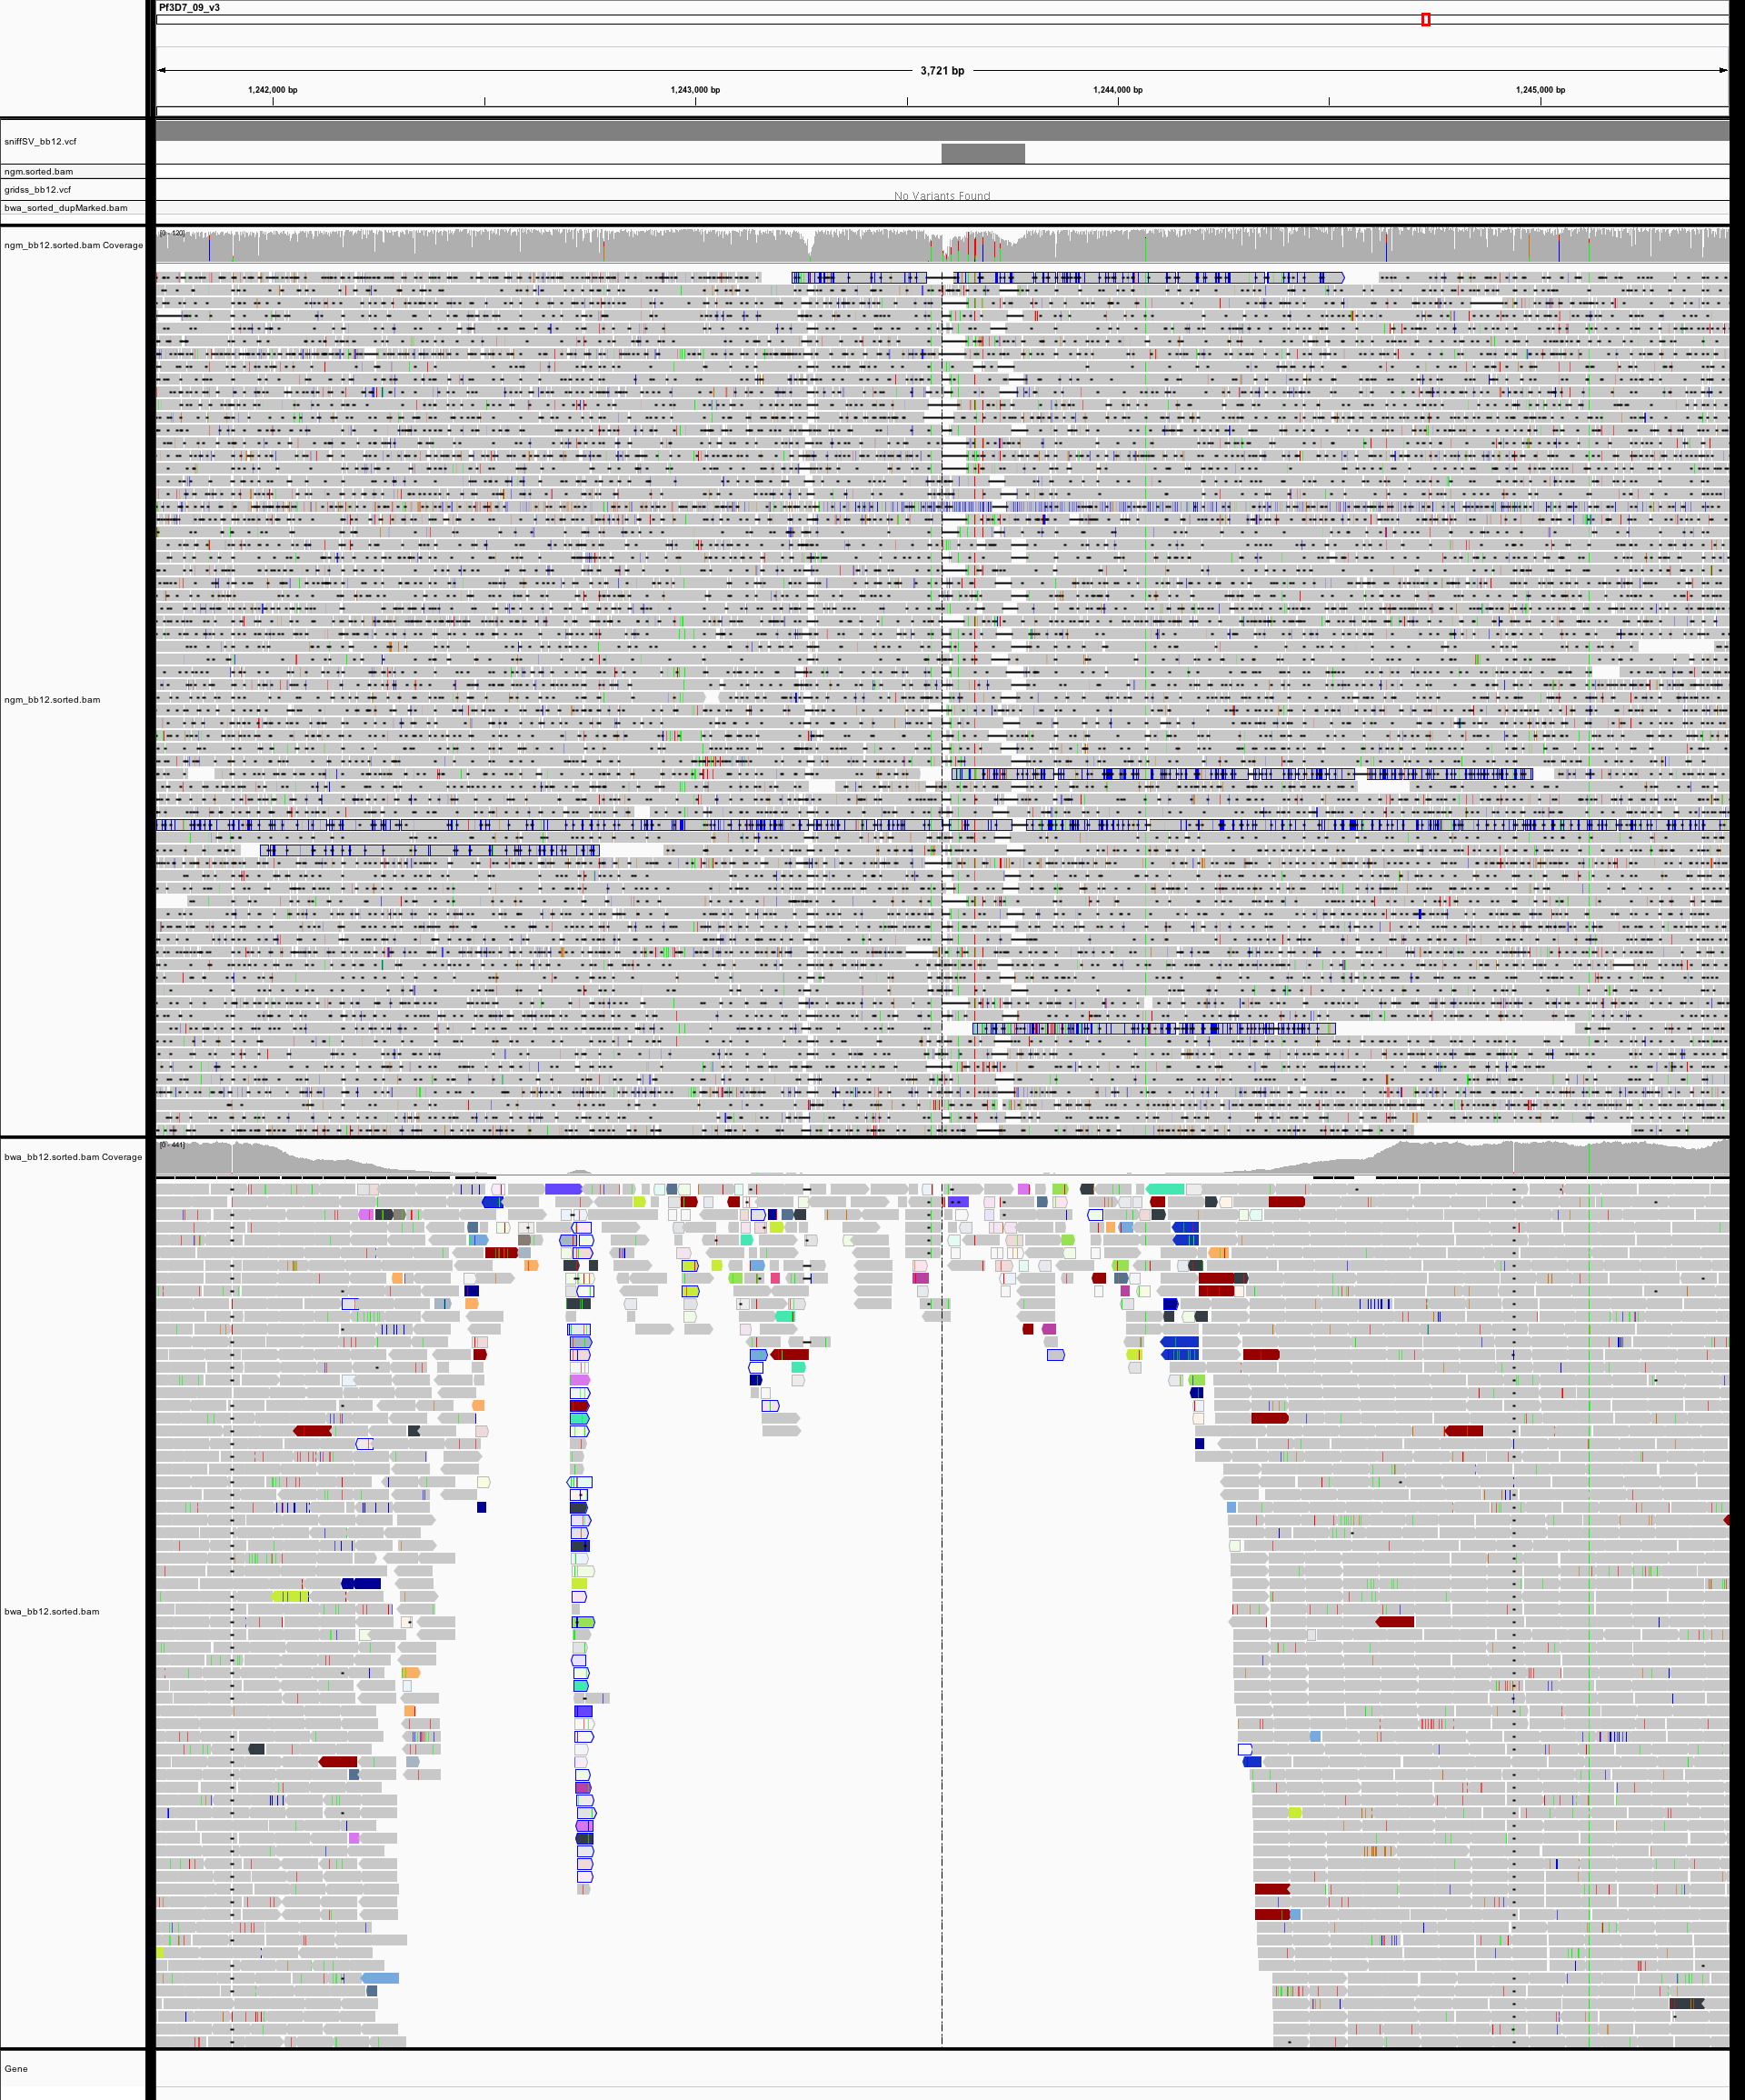 Pf3D7_09_v3
3,721 bp
1,242,000 bp 1,243,000 bp 1,244,000 bp 1,245,000 bp
sniffSV_bb12.vcf
ngm.sorted.bam
gridss_bb12.vcf
No Variants Found
bwa_sorted_dupMarked.bam
[0 - 120]
ngm_bb12.sorted.bam Coverage
ngm_bb12.sorted.bam
[0 - 441]
bwa_bb12.sorted.bam Coverage
bwa_bb12.sorted.bam
Gene